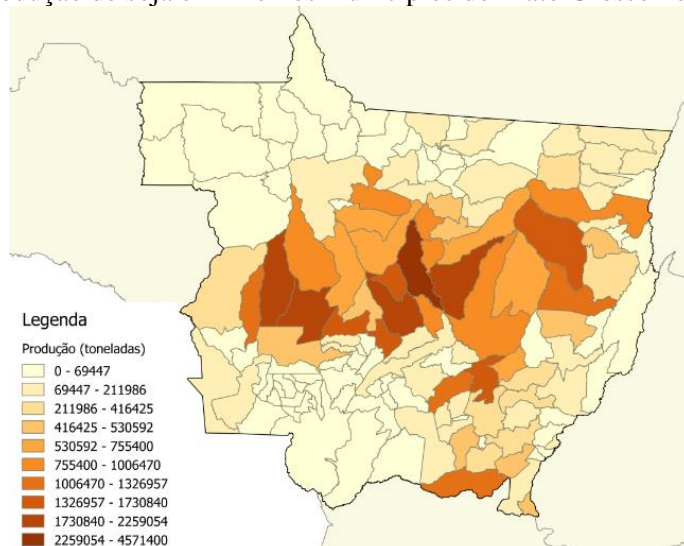 Legenda
Produção (toneladas)
0 - 69447
69447 - 211986
211986 - 416425
416425 - 530592
530592 - 755400
755400 - 1006470
1006470 - 1326957
1326957 - 1730840
1730840 - 2259054
2259054 - 4571400